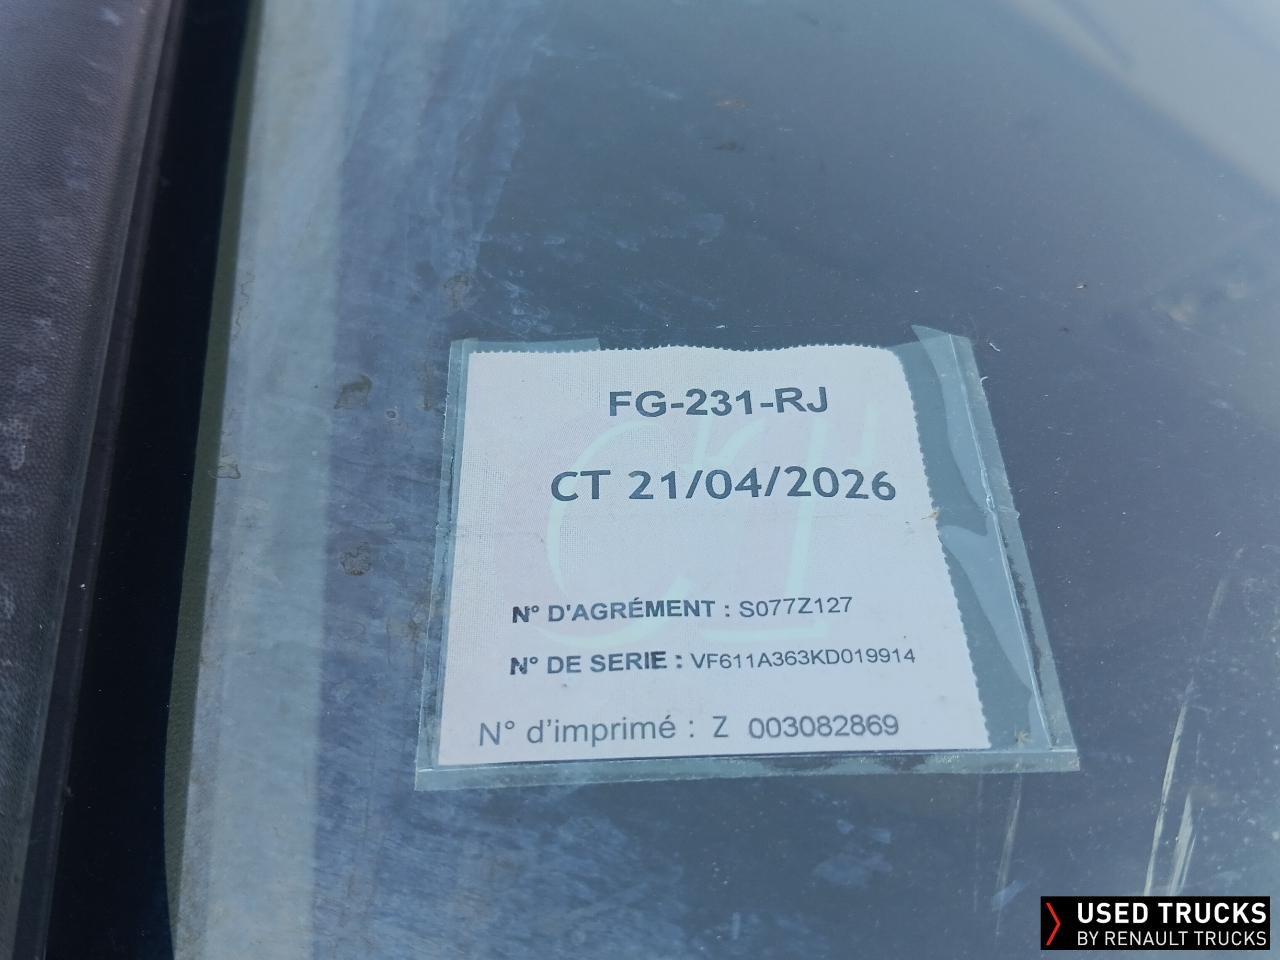 FG-231-RJ
CT 21/04/2026
N° D'AGRÉMENT : S077Z127
N° DE SERIE : VF611A363KD019914
N° d'imprimé : Z 003082869
USED TRUCKS
BY RENAULT TRUCKS